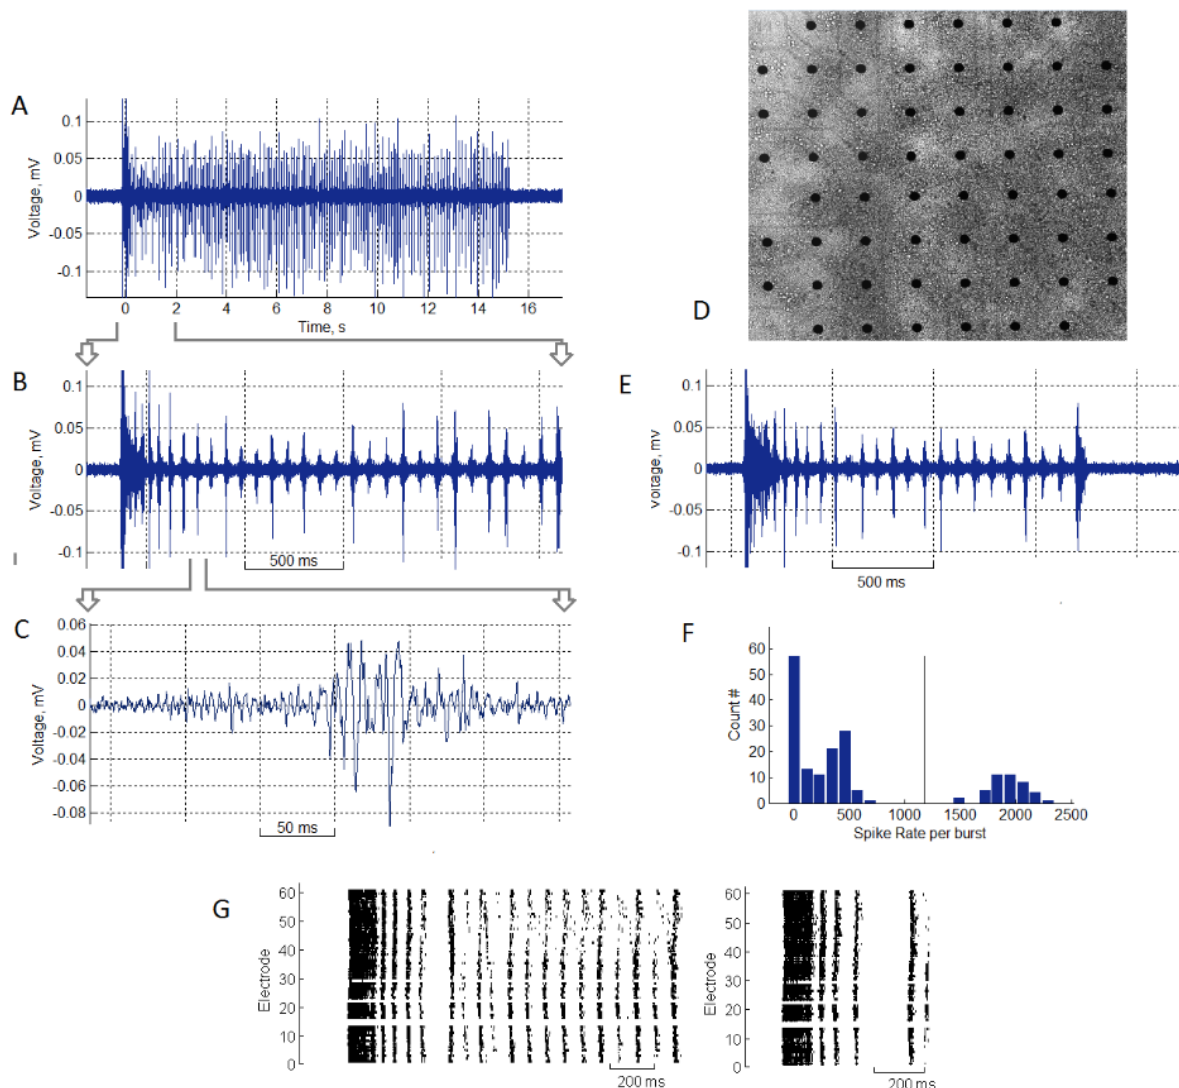 A
Voltage, mV
0.1
0.05
0
-0.05
-0.1
0 2 4 6 8 10 12 14 16
Time, s
D
B
Voltage, mV
0.1
0.05
0
-0.05
-0.1
500 ms
E
Voltage, mV
0.1
0.05
0
-0.05
-0.1
500 ms
C
Voltage, mV
0.06
0.04
0.02
0
-0.02
-0.04
-0.06
-0.08
50 ms
F
Count #
60
50
40
30
20
10
0
0 500 1000 1500 2000 2500
Spike Rate per burst
G
Electrode
60
50
40
30
20
10
0
200 ms
Electrode
60
50
40
30
20
10
0
200 ms